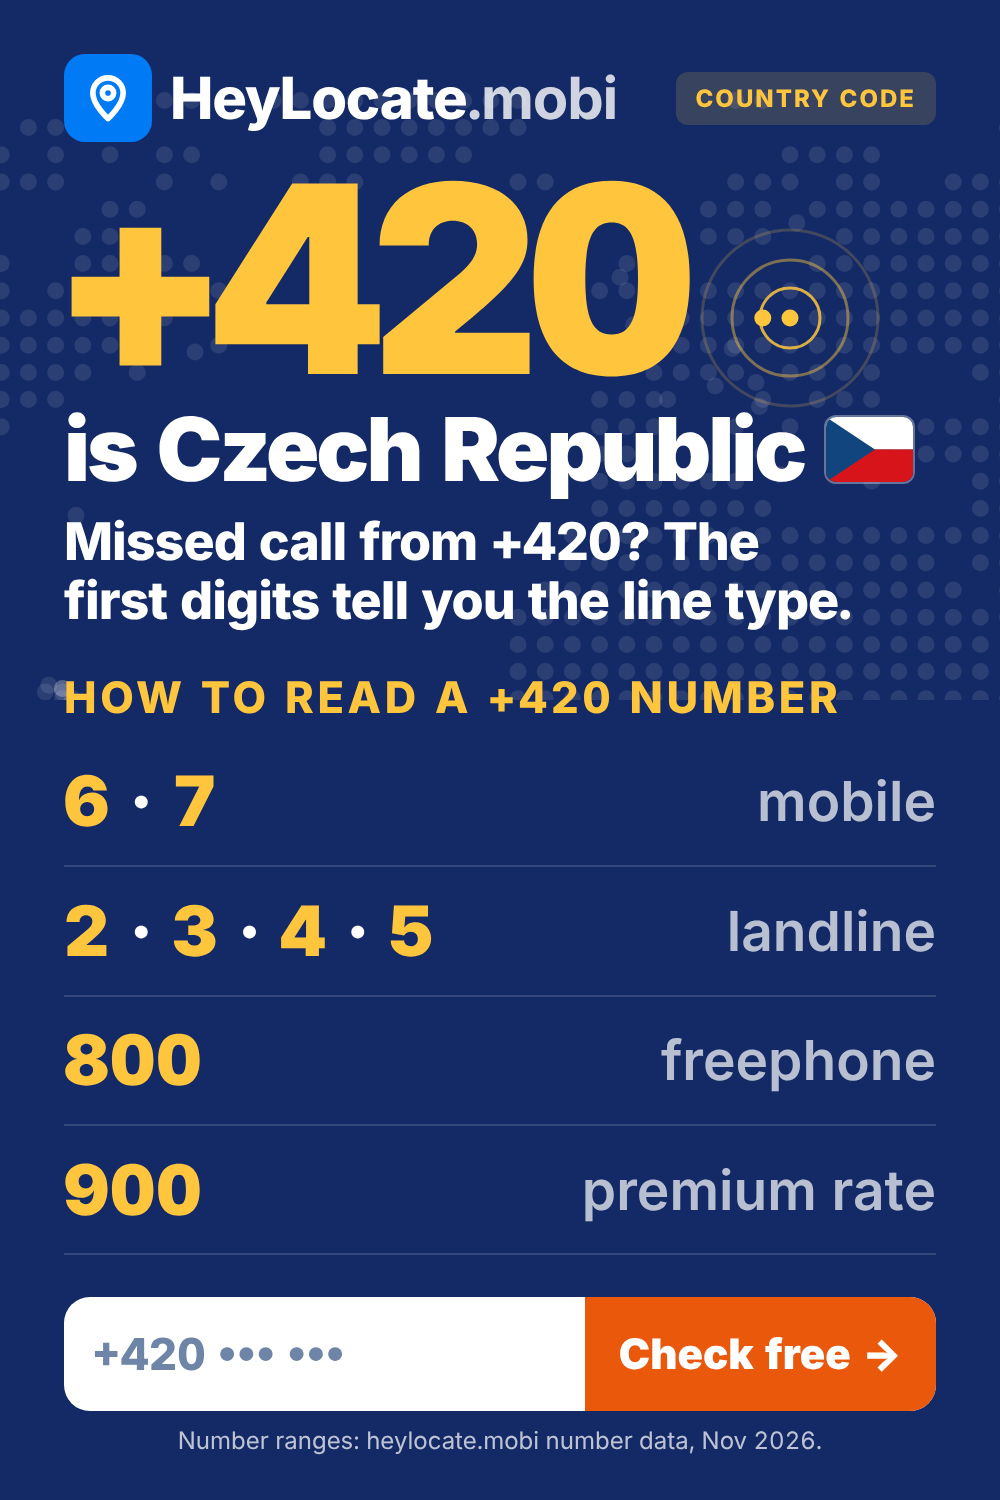 HeyLocate.mobi
COUNTRY CODE
+420
is Czech Republic
Missed call from +420? The
first digits tell you the line type.
HOW TO READ A +420 NUMBER
6 · 7 mobile
2 · 3 · 4 · 5 landline
800 freephone
900 premium rate
+420 ••• •••
Check free →
Number ranges: heylocate.mobi number data, Nov 2026.